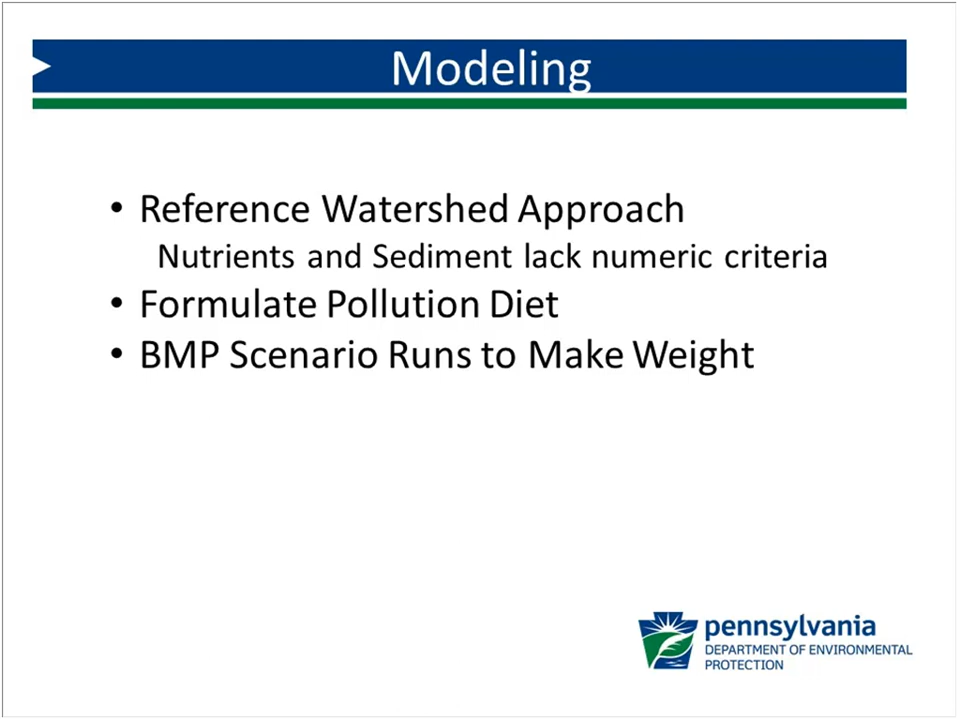 Modeling
• Reference Watershed Approach
Nutrients and Sediment lack numeric criteria
• Formulate Pollution Diet
• BMP Scenario Runs to Make Weight
pennsylvania
DEPARTMENT OF ENVIRONMENTAL
PROTECTION